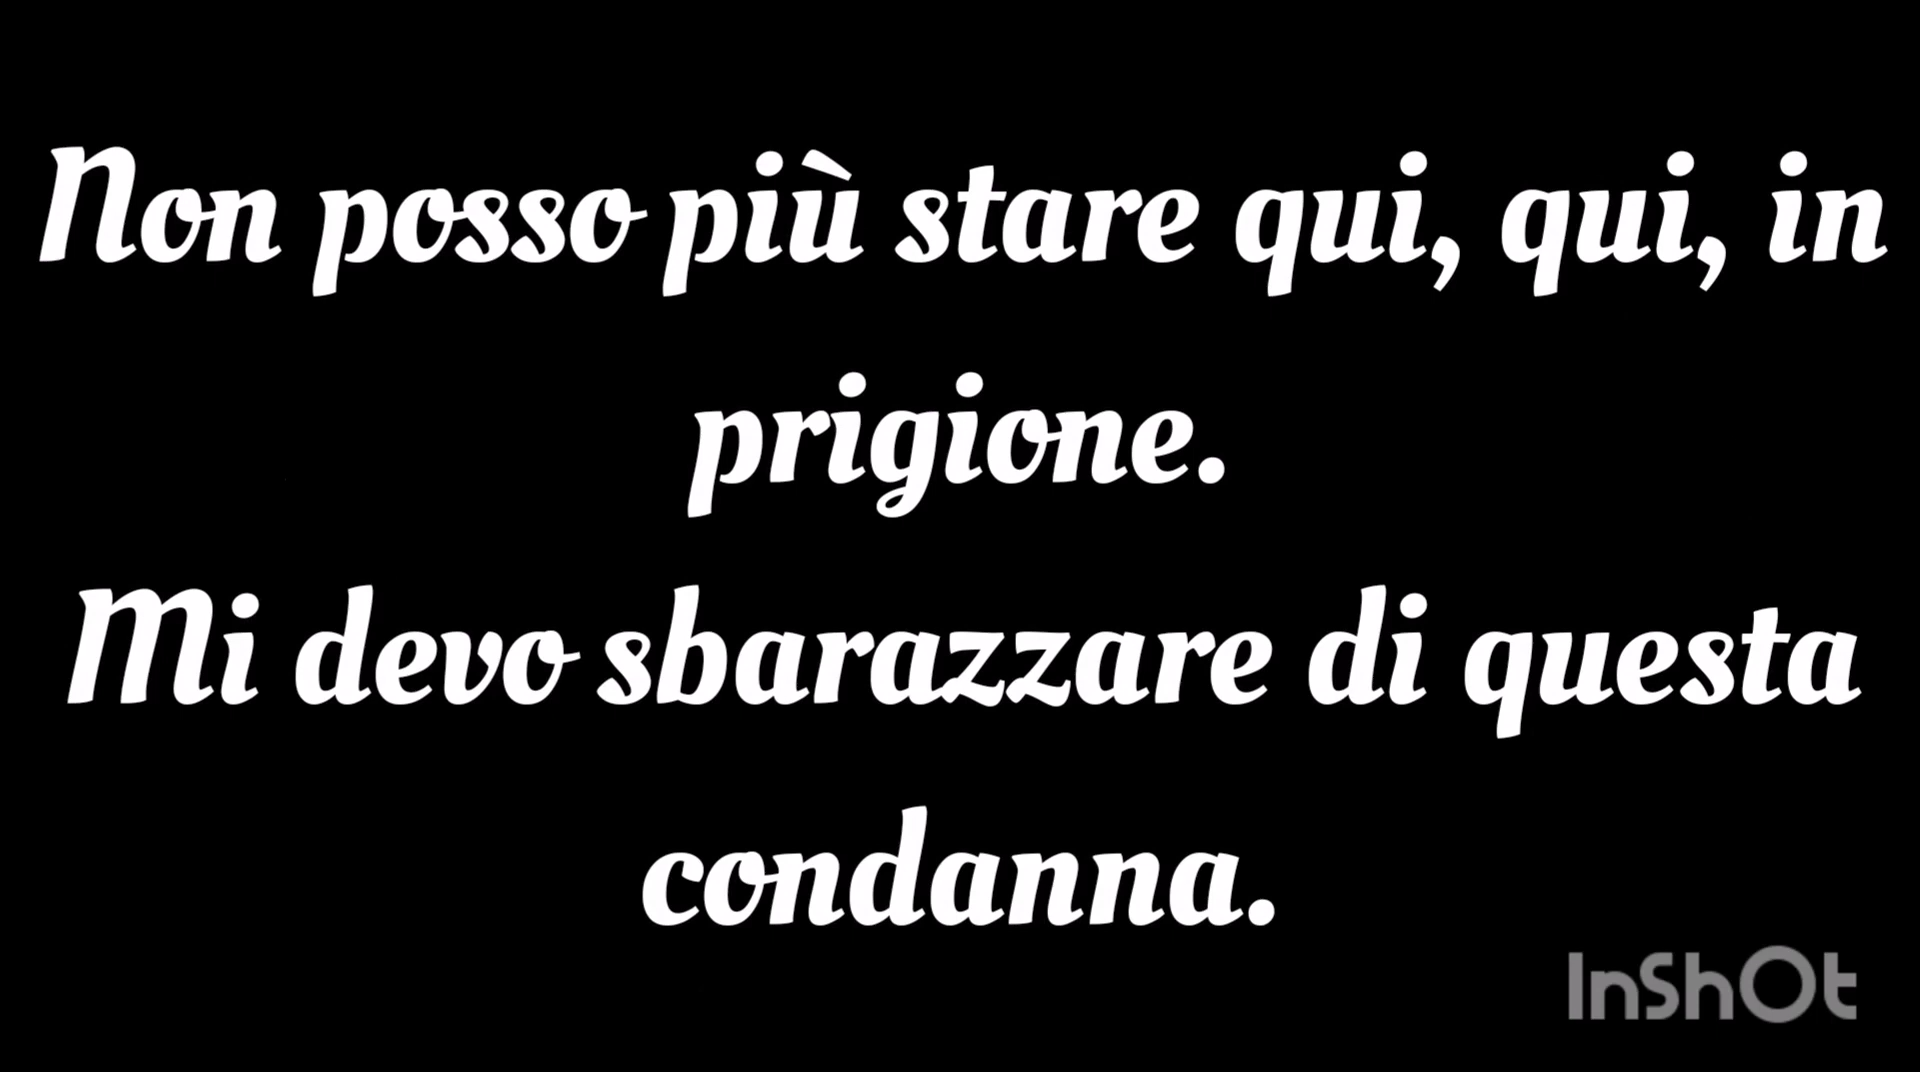 Non posso più stare qui, qui, in
prigione.
Mi devo sbarazzare di questa
condanna.
InShOt